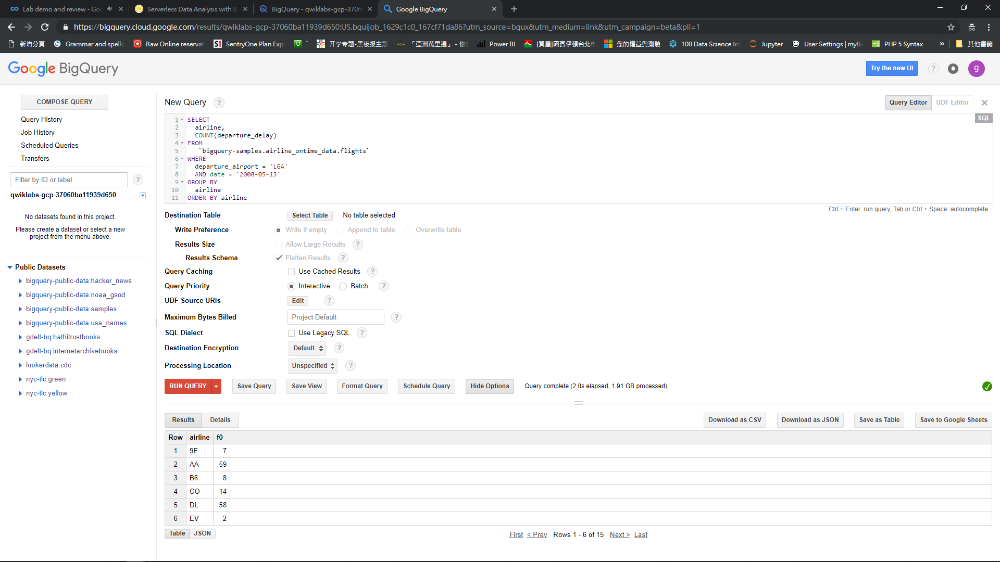 Lab demo and review - Goo
Serverless Data Analysis with B
BigQuery - qwiklabs-gcp-3706
Google BigQuery
https://bigquery.cloud.google.com/results/qwiklabs-gcp-37060ba11939d650:US.bquijob_1629c1c0_167cf71da86?utm_source=bqux&utm_medium=link&utm_campaign=beta&pli=1
新增分頁
Grammar and spell
Raw Online reservat
S1 SentryOne Plan Expl
U `
开学专题-黑板报主题
「亞洲萬里通」 - 你
Power BI
[買屋]國賓伊頓台北市
您的權益與測驗
100 Data Science Int
Jupyter
User Settings | myBa
w3 PHP 5 Syntax
»
其他書籤
Google BigQuery
Try the new UI
?
g
COMPOSE QUERY
Query History
Job History
Scheduled Queries
Transfers
Filter by ID or label
?
qwiklabs-gcp-37060ba11939d650
No datasets found in this project.
Please create a dataset or select a new
project from the menu above.
Public Datasets
bigquery-public-data:hacker_news
bigquery-public-data:noaa_gsod
bigquery-public-data:samples
bigquery-public-data:usa_names
gdelt-bq:hathitrustbooks
gdelt-bq:internetarchivebooks
lookerdata:cdc
nyc-tlc:green
nyc-tlc:yellow
New Query ?
Query Editor
UDF Editor
SQL
1 SELECT
2 airline,
3 COUNT(departure_delay)
4 FROM
5 `bigquery-samples.airline_ontime_data.flights`
6 WHERE
7 departure_airport = 'LGA'
8 AND date = '2008-05-13'
9 GROUP BY
10 airline
11 ORDER BY airline
Ctrl + Enter: run query, Tab or Ctrl + Space: autocomplete.
Destination Table Select Table No table selected
Write Preference Write if empty Append to table Overwrite table
Results Size Allow Large Results ?
Results Schema Flatten Results ?
Query Caching Use Cached Results ?
Query Priority Interactive Batch ?
UDF Source URIs Edit ?
Maximum Bytes Billed Project Default ?
SQL Dialect Use Legacy SQL ?
Destination Encryption Default ?
Processing Location Unspecified ?
RUN QUERY Save Query Save View Format Query Schedule Query Hide Options Query complete (2.0s elapsed, 1.91 GB processed)
Results Details Download as CSV Download as JSON Save as Table Save to Google Sheets
Row airline f0_
1 9E 7
2 AA 59
3 B6 8
4 CO 14
5 DL 58
6 EV 2
Table JSON First < Prev Rows 1 - 6 of 15 Next > Last